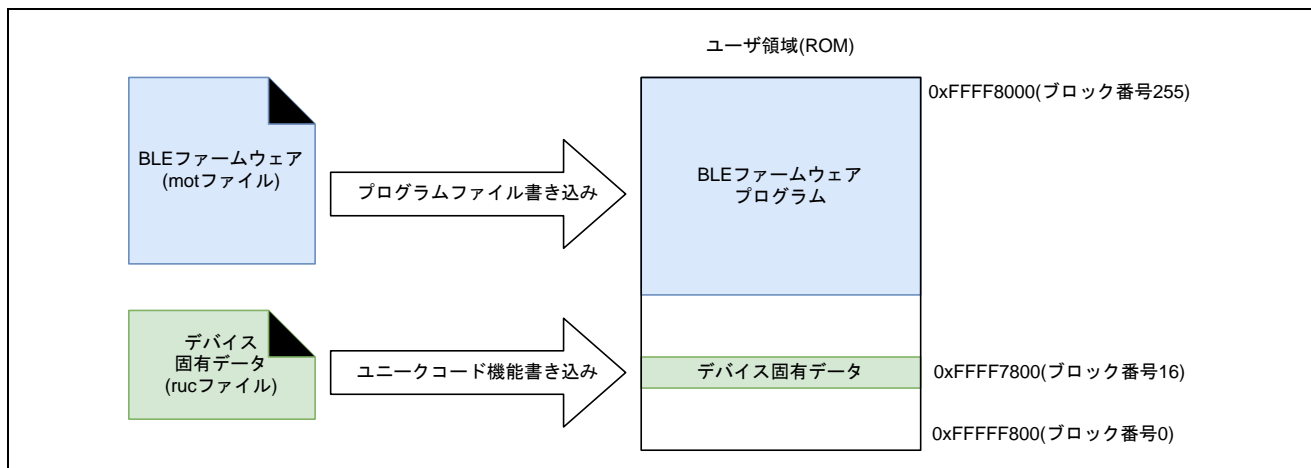 ユーザ領域(ROM)
0xFFFF8000(ブロック番号255)
BLEファームウェア
(motファイル)
プログラムファイル書き込み
BLEファームウェア
プログラム
デバイス
固有データ
(rucファイル)
ユニークコード機能書き込み
デバイス固有データ
0xFFFF7800(ブロック番号16)
0xFFFFF800(ブロック番号0)